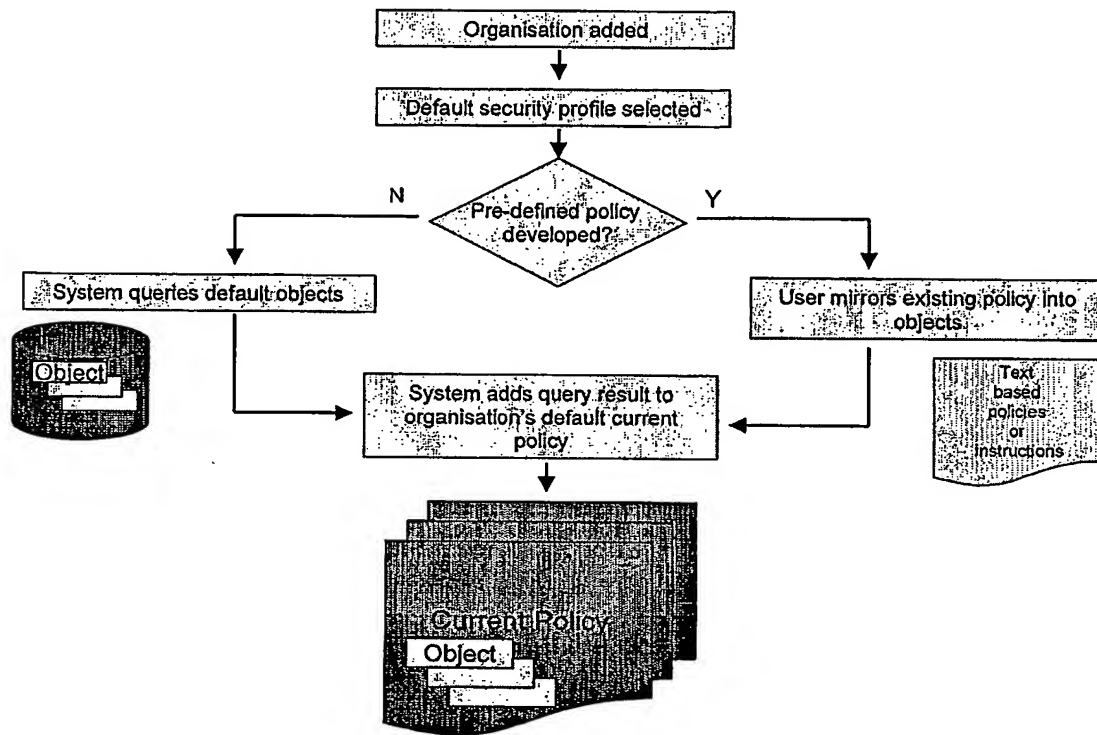 Organisation added
Default security profile selected
N
Y
Pre-defined policy
developed?
System queries default objects
User mirrors existing policy into
objects.
Object
Text
based
policies
or
instructions
System adds query result to
organisation's default current
policy
Current Policy
Object